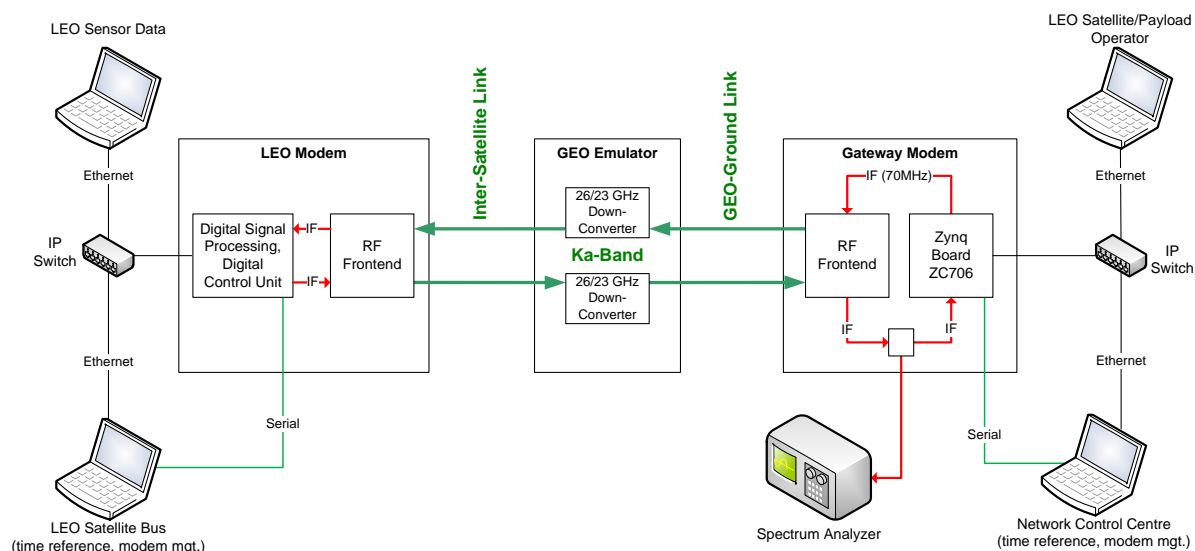 LEO Sensor Data
LEO Satellite/Payload
Operator
Inter-Satellite Link
GEO-Ground Link
LEO Modem
GEO Emulator
Gateway Modem
Ethernet
IF (70MHz)
Ethernet
IP
Switch
Digital Signal
Processing,
Digital
Control Unit
IF
IF
RF
Frontend
26/23 GHz
Down-
Converter
Ka-Band
26/23 GHz
Down-
Converter
RF
Frontend
Zynq
Board
ZC706
IP
Switch
IF
IF
Ethernet
Ethernet
Serial
Serial
LEO Satellite Bus
(time reference, modem mgt.)
Spectrum Analyzer
Network Control Centre
(time reference, modem mgt.)